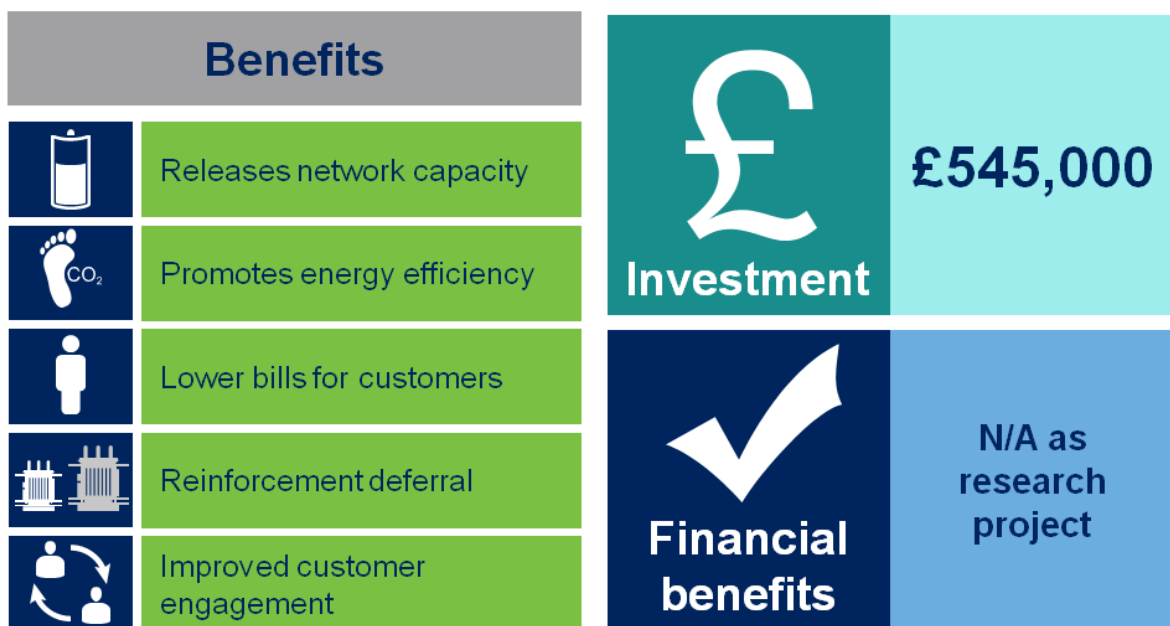 Benefits
Releases network capacity
CO₂
Promotes energy efficiency
Lower bills for customers
Reinforcement deferral
Improved customer
engagement
£
Investment
£545,000
Financial
benefits
N/A as
research
project